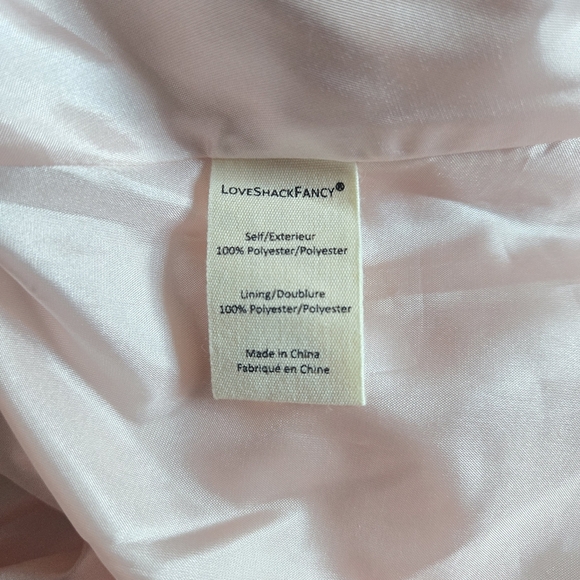 LOVESHACKFANCY®
Self/Exterieur
100% Polyester/Polyester
Lining/Doublure
100% Polyester/Polyester
Made in China
Fabriqué en Chine